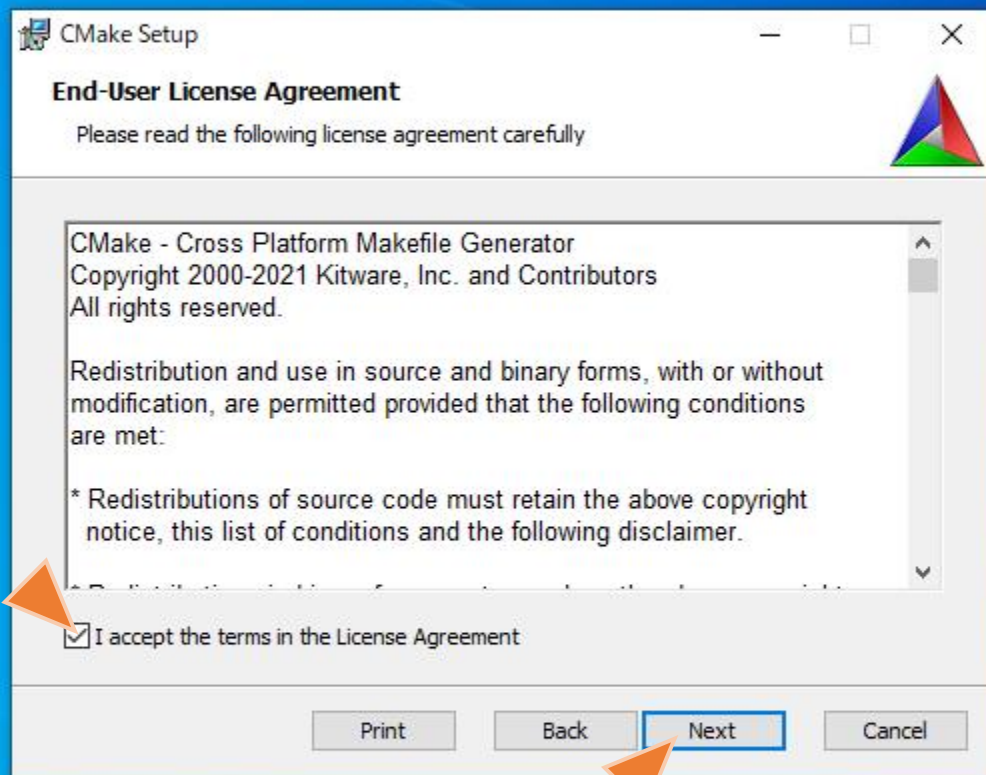 CMake Setup
End-User License Agreement
Please read the following license agreement carefully
CMake - Cross Platform Makefile Generator
Copyright 2000-2021 Kitware, Inc. and Contributors
All rights reserved.
Redistribution and use in source and binary forms, with or without
modification, are permitted provided that the following conditions
are met:
* Redistributions of source code must retain the above copyright
notice, this list of conditions and the following disclaimer.
I accept the terms in the License Agreement
Print
Back
Next
Cancel